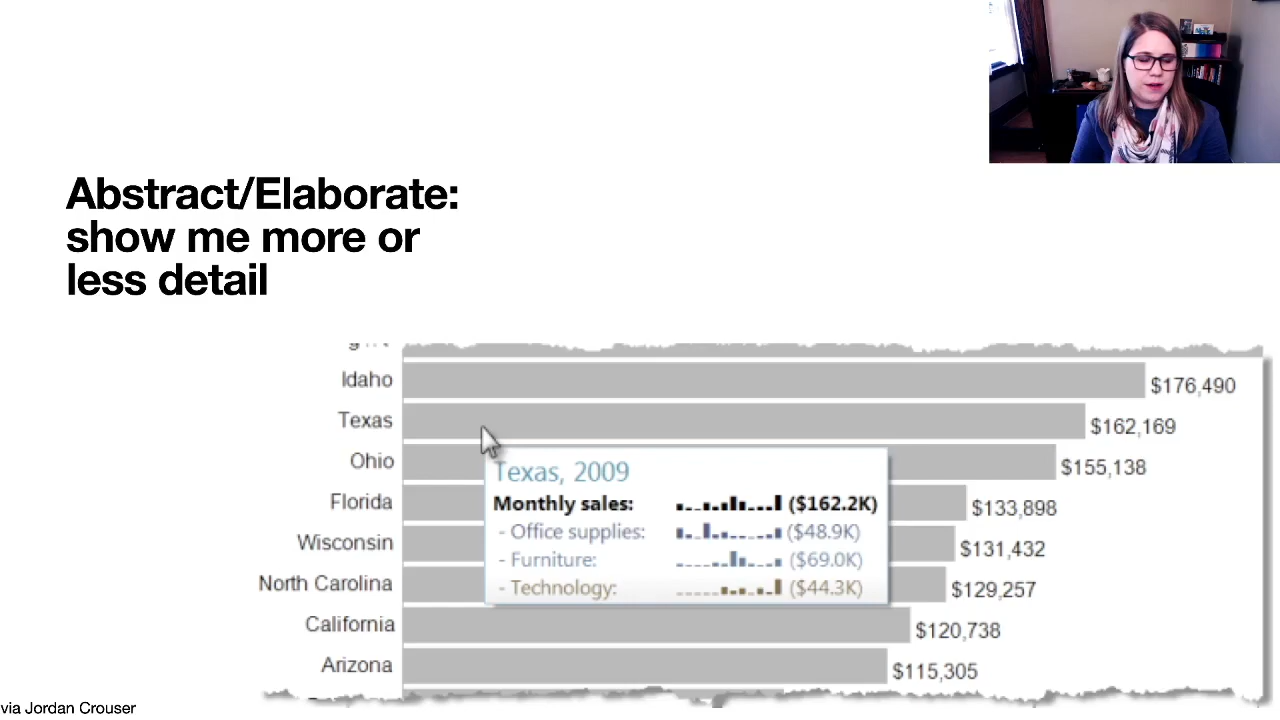 Abstract/Elaborate:
show me more or
less detail
Idaho $176,490
Texas $162,169
Ohio $155,138
Texas, 2009
Monthly sales: ($162.2K)
- Office supplies: ($48.9K)
- Furniture: ($69.0K)
- Technology: ($44.3K)
Florida $133,898
Wisconsin $131,432
North Carolina $129,257
California $120,738
Arizona $115,305
via Jordan Crouser